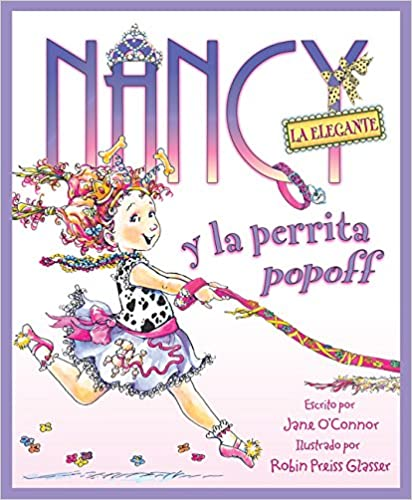 NANCY
LA ELEGANTE
y la perrita
popoff
Escrito por
Jane O'Connor
Ilustrado por
Robin Preiss Glasser